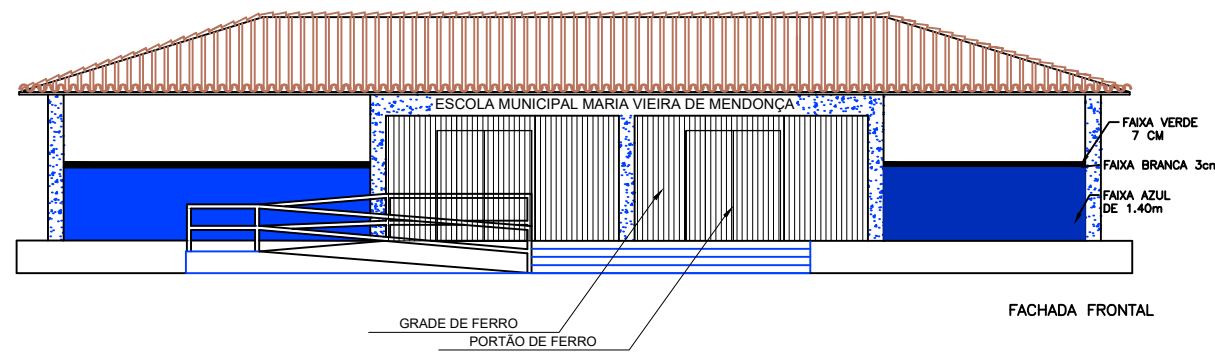 ESCOLA MUNICIPAL MARIA VIEIRA DE MENDONÇA
FAIXA VERDE
7 CM
FAIXA BRANCA 3cm
FAIXA AZUL
DE 1.40m
FACHADA FRONTAL
GRADE DE FERRO
PORTÃO DE FERRO